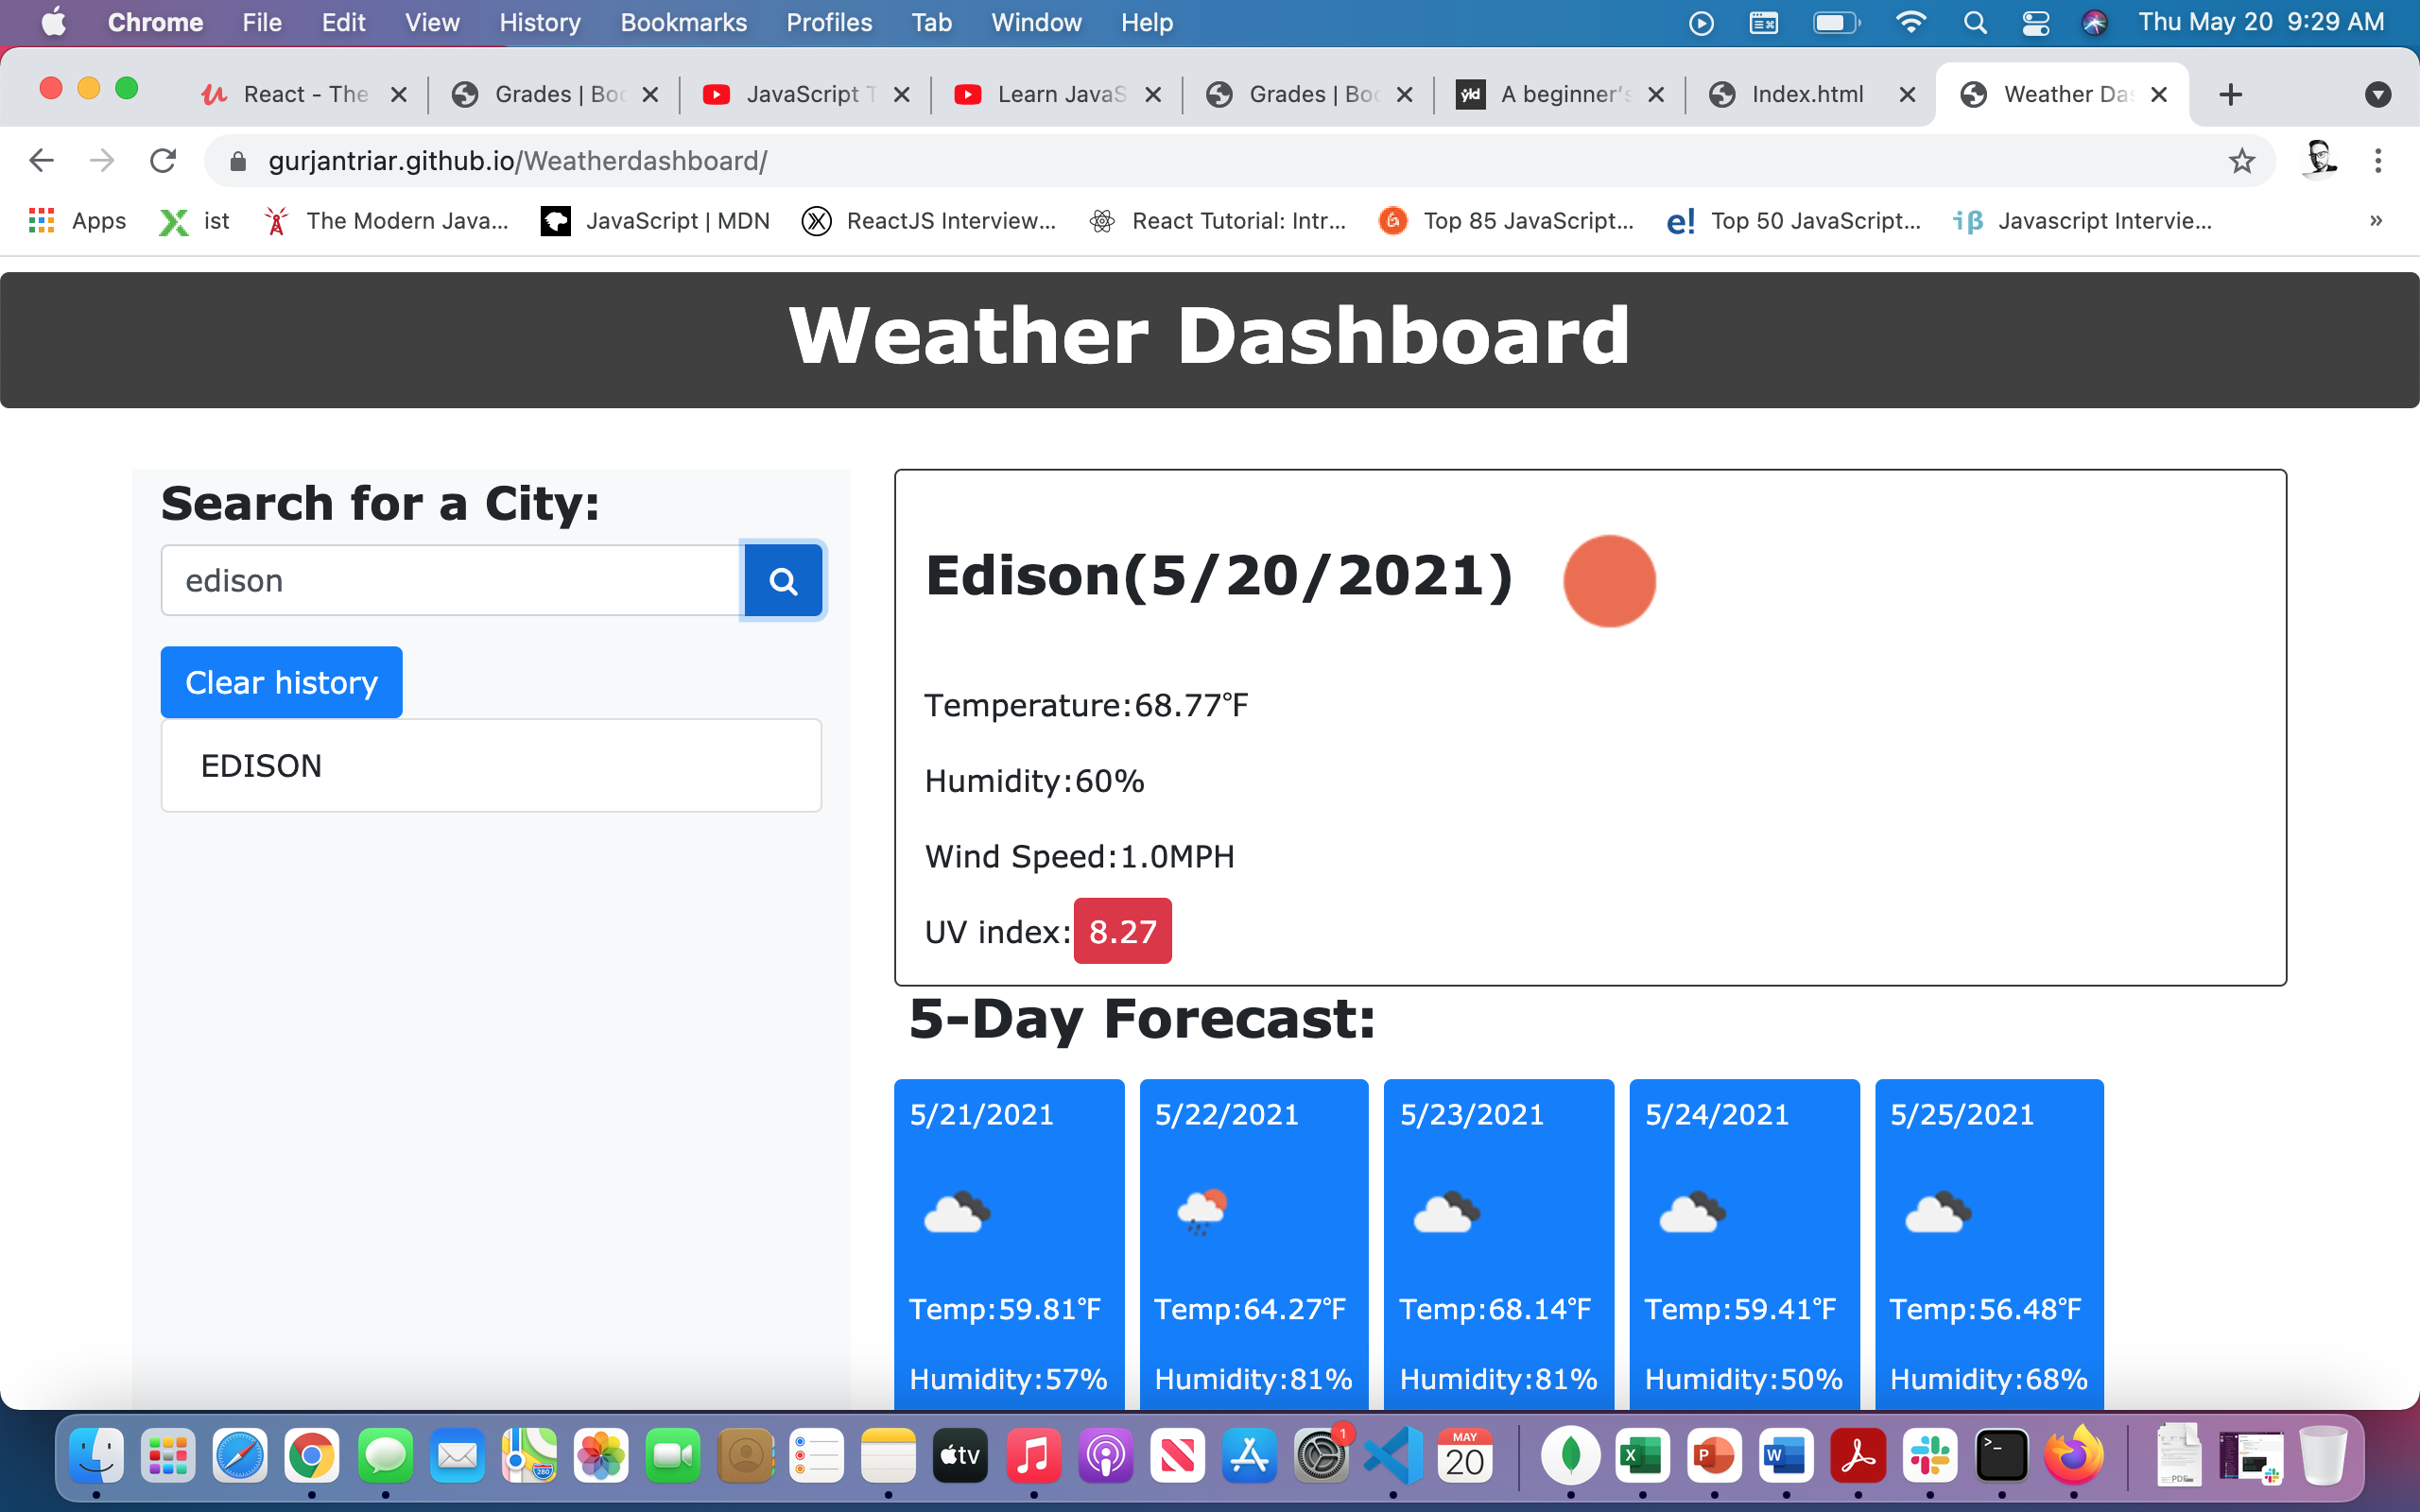 Chrome File Edit View History Bookmarks Profiles Tab Window Help Thu May 20 9:29 AM
React - The Grades | Boo JavaScript T Learn JavaS Grades | Boo yld A beginner's Index.html Weather Das
gurjantriar.github.io/Weatherdashboard/
Apps ist The Modern Java... JavaScript | MDN ReactJS Interview... React Tutorial: Intr... Top 85 JavaScript... e! Top 50 JavaScript... iβ Javascript Intervie... »
Weather Dashboard
Search for a City:
edison
Clear history
EDISON
Edison(5/20/2021)
Temperature:68.77°F
Humidity:60%
Wind Speed:1.0MPH
UV index: 8.27
5-Day Forecast:
5/21/2021 5/22/2021 5/23/2021 5/24/2021 5/25/2021
Temp:59.81°F Temp:64.27°F Temp:68.14°F Temp:59.41°F Temp:56.48°F
Humidity:57% Humidity:81% Humidity:81% Humidity:50% Humidity:68%
280 tv 1 MAY 20 X P W >_ PDF